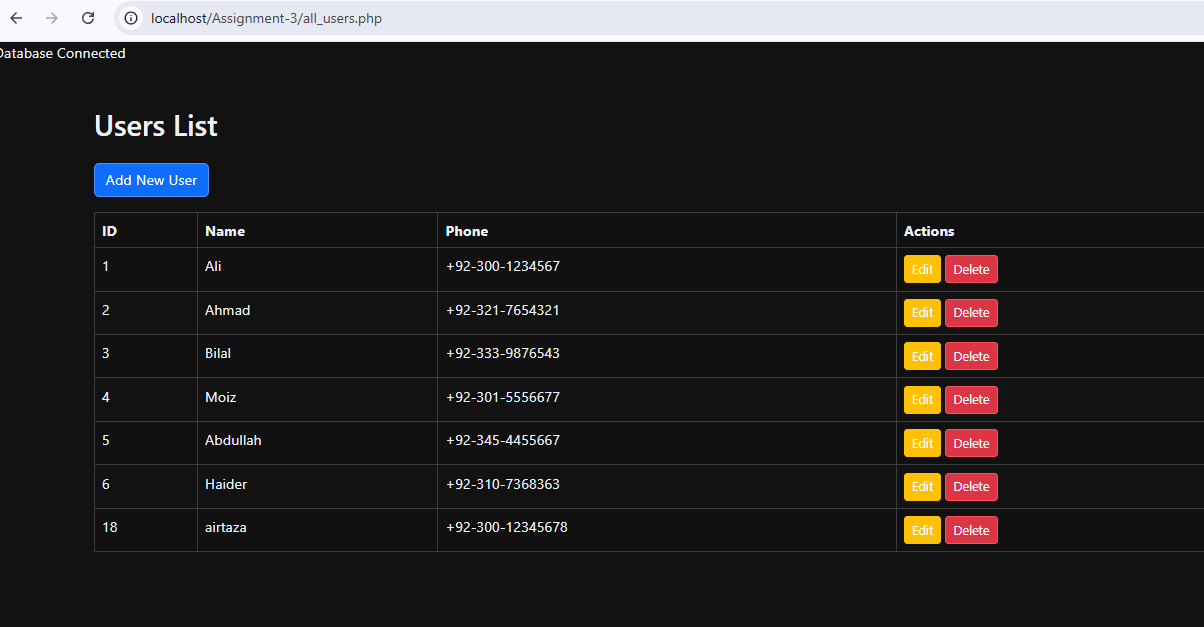 localhost/Assignment-3/all_users.php
Database Connected
Users List
Add New User
ID Name Phone Actions
1 Ali +92-300-1234567 Edit Delete
2 Ahmad +92-321-7654321 Edit Delete
3 Bilal +92-333-9876543 Edit Delete
4 Moiz +92-301-5556677 Edit Delete
5 Abdullah +92-345-4455667 Edit Delete
6 Haider +92-310-7368363 Edit Delete
18 airtaza +92-300-12345678 Edit Delete